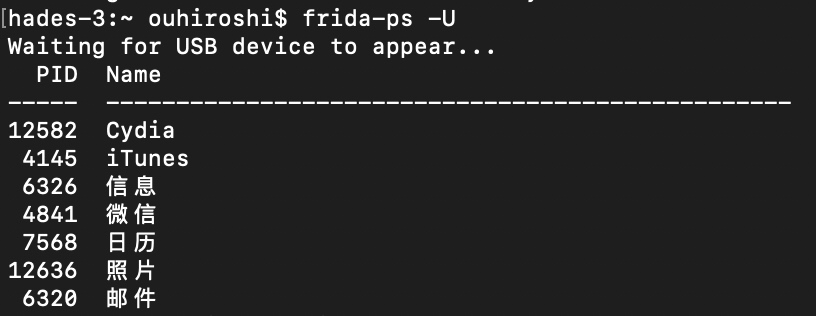 [hades-3:~ ouhiroshi$ frida-ps -U
Waiting for USB device to appear...
PID Name
----- -------------------------------------------------
12582 Cydia
4145 iTunes
6326 信息
4841 微信
7568 日历
12636 照片
6320 邮件